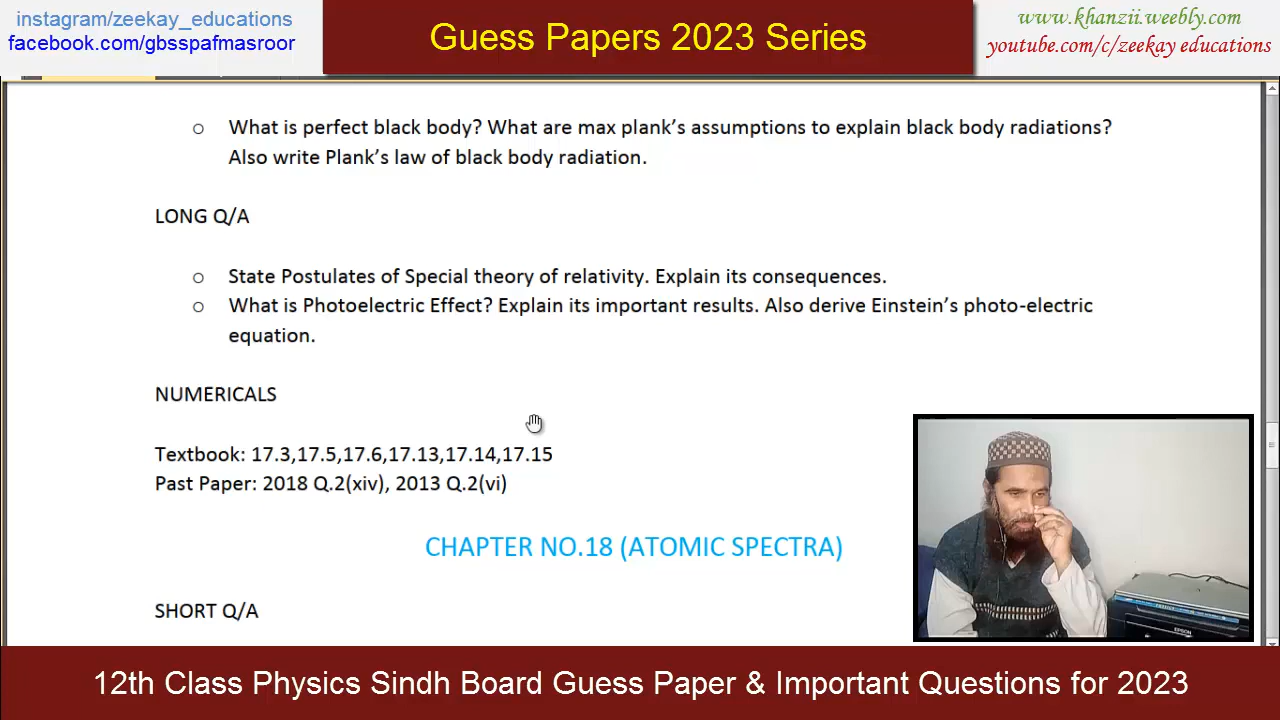 instagram/zeekay_educations
facebook.com/gbsspafmasroor
Guess Papers 2023 Series
www.khanzii.weebly.com
youtube.com/c/zeekay educations
o What is perfect black body? What are max plank's assumptions to explain black body radiations?
Also write Plank's law of black body radiation.
LONG Q/A
o State Postulates of Special theory of relativity. Explain its consequences.
o What is Photoelectric Effect? Explain its important results. Also derive Einstein's photo-electric
equation.
NUMERICALS
Textbook: 17.3,17.5,17.6,17.13,17.14,17.15
Past Paper: 2018 Q.2(xiv), 2013 Q.2(vi)
CHAPTER NO.18 (ATOMIC SPECTRA)
SHORT Q/A
EPSON
12th Class Physics Sindh Board Guess Paper & Important Questions for 2023